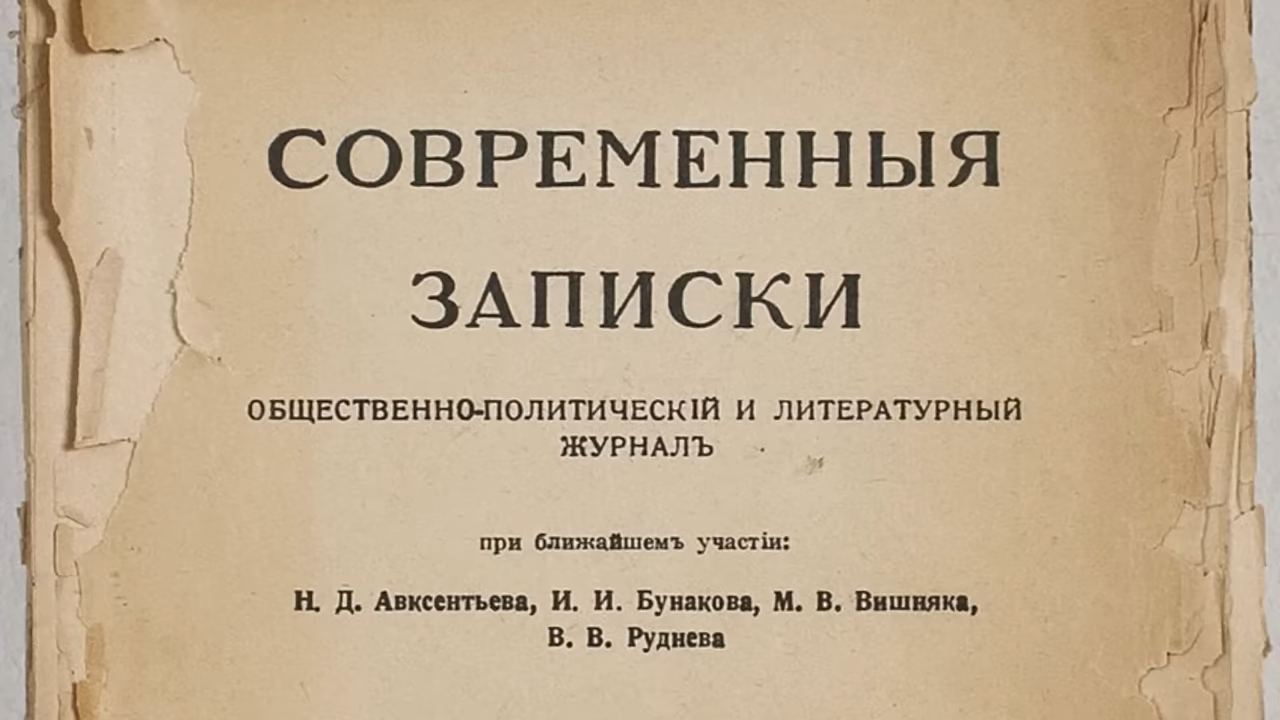 СОВРЕМЕННЫЯ
ЗАПИСКИ
ОБЩЕСТВЕННО-ПОЛИТИЧЕСКІЙ И ЛИТЕРАТУРНЫЙ
ЖУРНАЛЪ
при ближайшемъ участіи:
Н. Д. Авксентьева, И. И. Бунакова, М. В. Вишняка,
В. В. Руднева